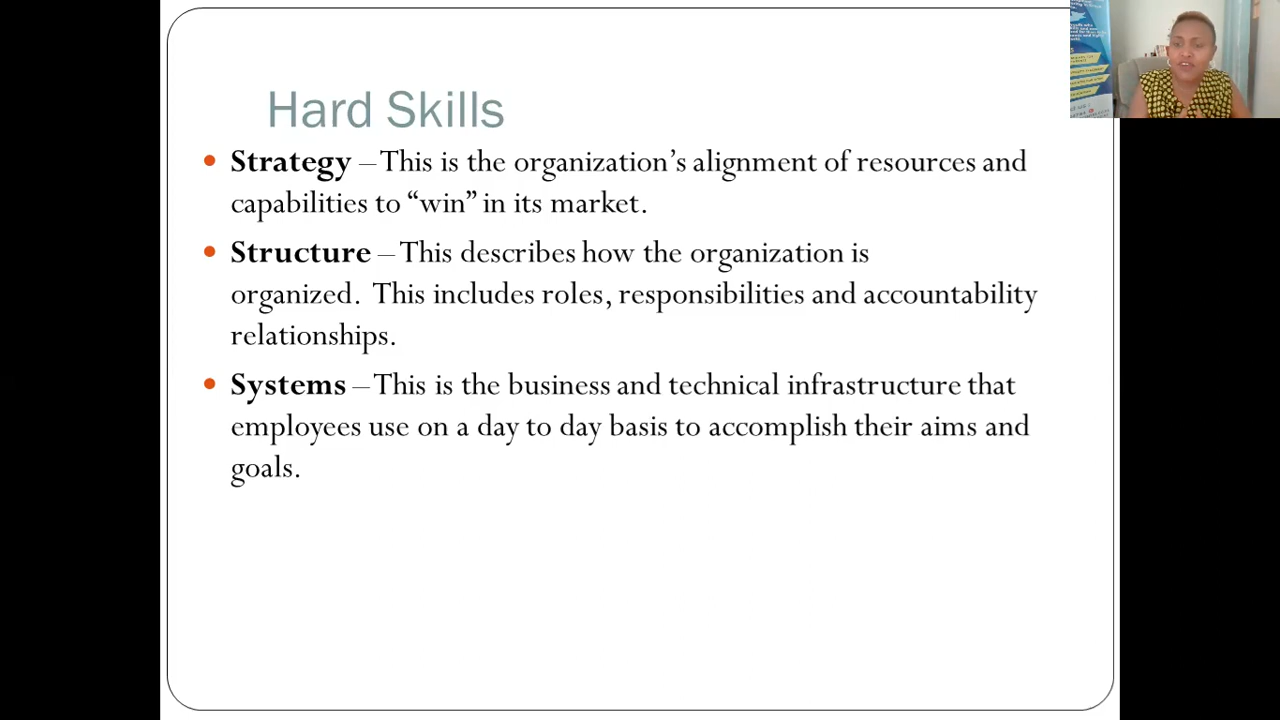 Hard Skills
• Strategy – This is the organization’s alignment of resources and
capabilities to “win” in its market.
• Structure – This describes how the organization is
organized.  This includes roles, responsibilities and accountability
relationships.
• Systems – This is the business and technical infrastructure that
employees use on a day to day basis to accomplish their aims and
goals.